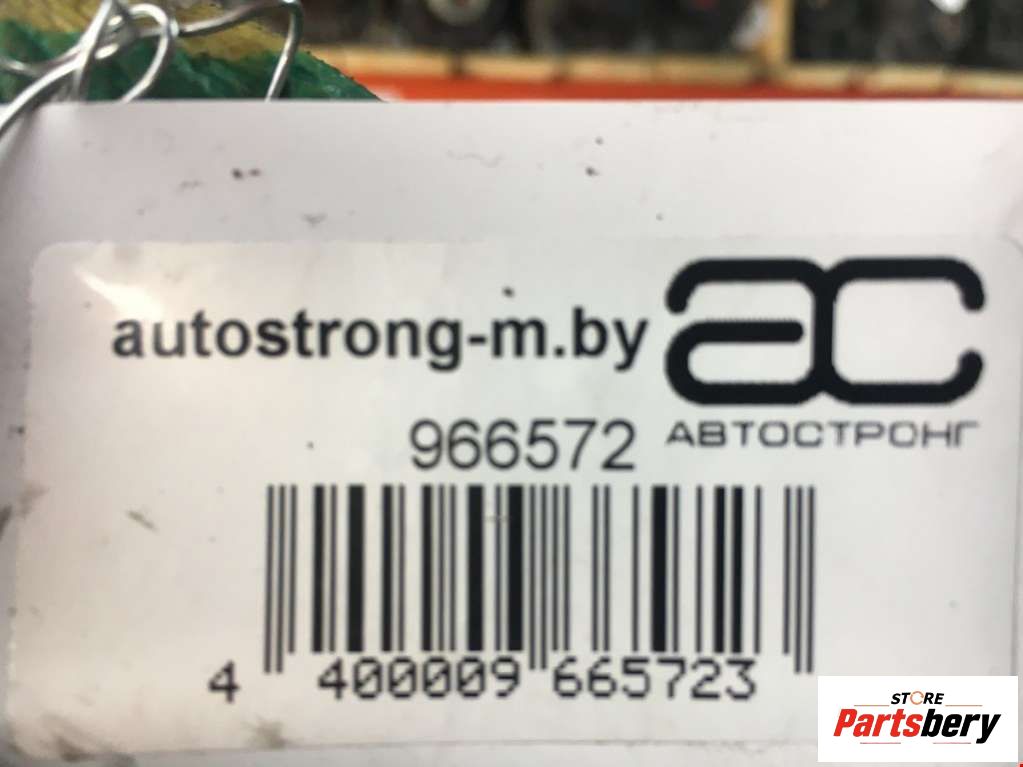 autostrong-m.by
ac
АВТОСТРОНГ
966572
4 400009 665723
STORE
Partsbery